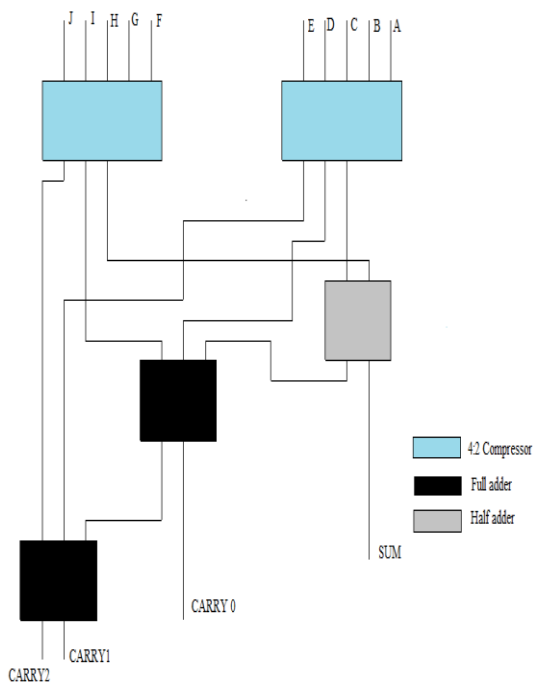 J I H G F
E D C B A
4:2 Compressor
Full adder
Half adder
SUM
CARRY 0
CARRY1
CARRY2